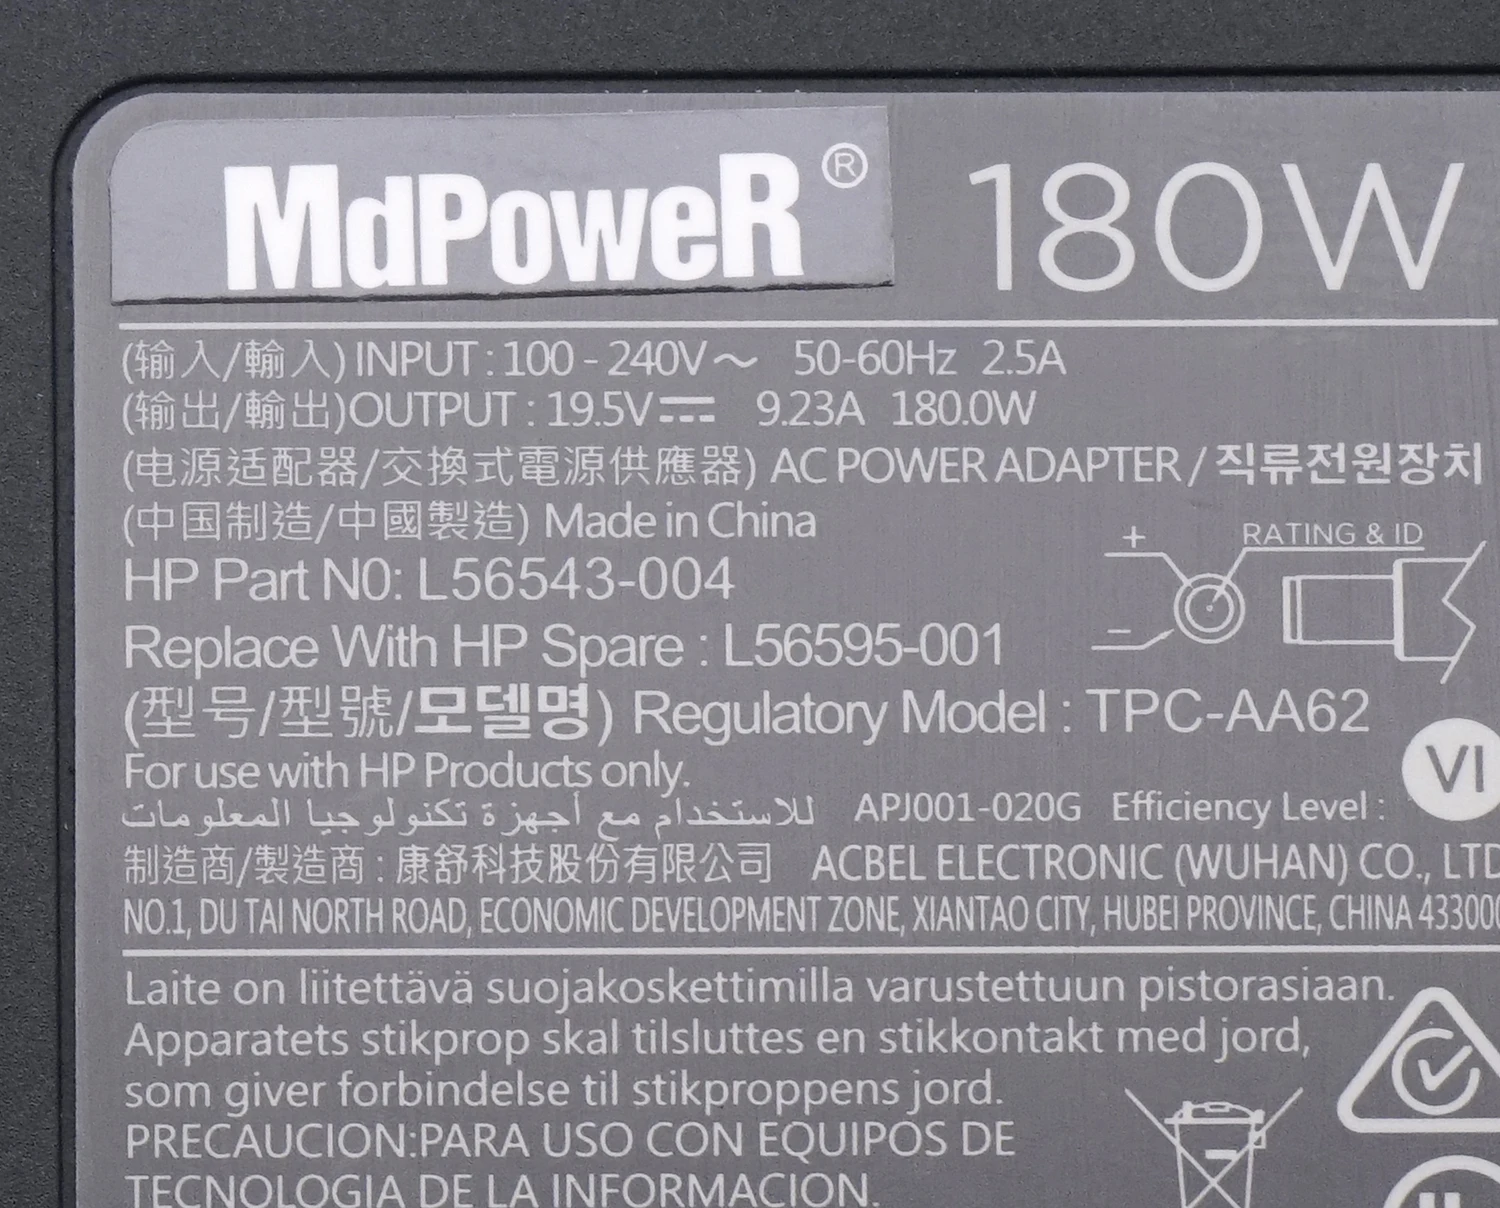 MdPoweR® 180W
(输入/輸入) INPUT : 100 - 240V～ 50-60Hz 2.5A
(输出/輸出)OUTPUT : 19.5V⎓ 9.23A 180.0W
(电源适配器/交換式電源供應器) AC POWER ADAPTER / 직류전원장치
(中国制造/中國製造) Made in China
+ RATING & ID
HP Part N0: L56543-004
−
Replace With HP Spare : L56595-001
(型号/型號/모델명) Regulatory Model : TPC-AA62
For use with HP Products only.
للاستخدام مع أجهزة تكنولوجيا المعلومات APJ001-020G Efficiency Level : VI
制造商/製造商 : 康舒科技股份有限公司 ACBEL ELECTRONIC (WUHAN) CO., LTD
NO.1, DU TAI NORTH ROAD, ECONOMIC DEVELOPMENT ZONE, XIANTAO CITY, HUBEI PROVINCE, CHINA 433000
Laite on liitettävä suojakoskettimilla varustettuun pistorasiaan.
Apparatets stikprop skal tilsluttes en stikkontakt med jord,
som giver forbindelse til stikproppens jord.
PRECAUCION:PARA USO CON EQUIPOS DE
TECNOLOGIA DE LA INFORMACION.